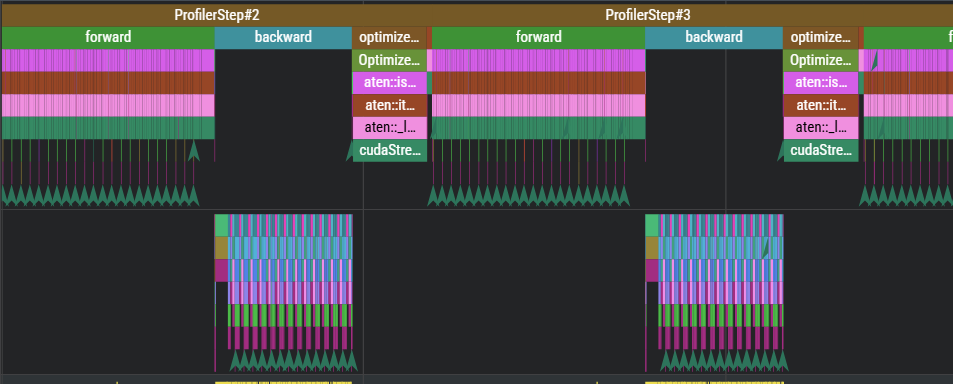 ProfilerStep#2 ProfilerStep#3
forward backward optimize... forward backward optimize... f
Optimize... Optimize...
aten::is... aten::is...
aten::it... aten::it...
aten::_l... aten::_l...
cudaStre... cudaStre...